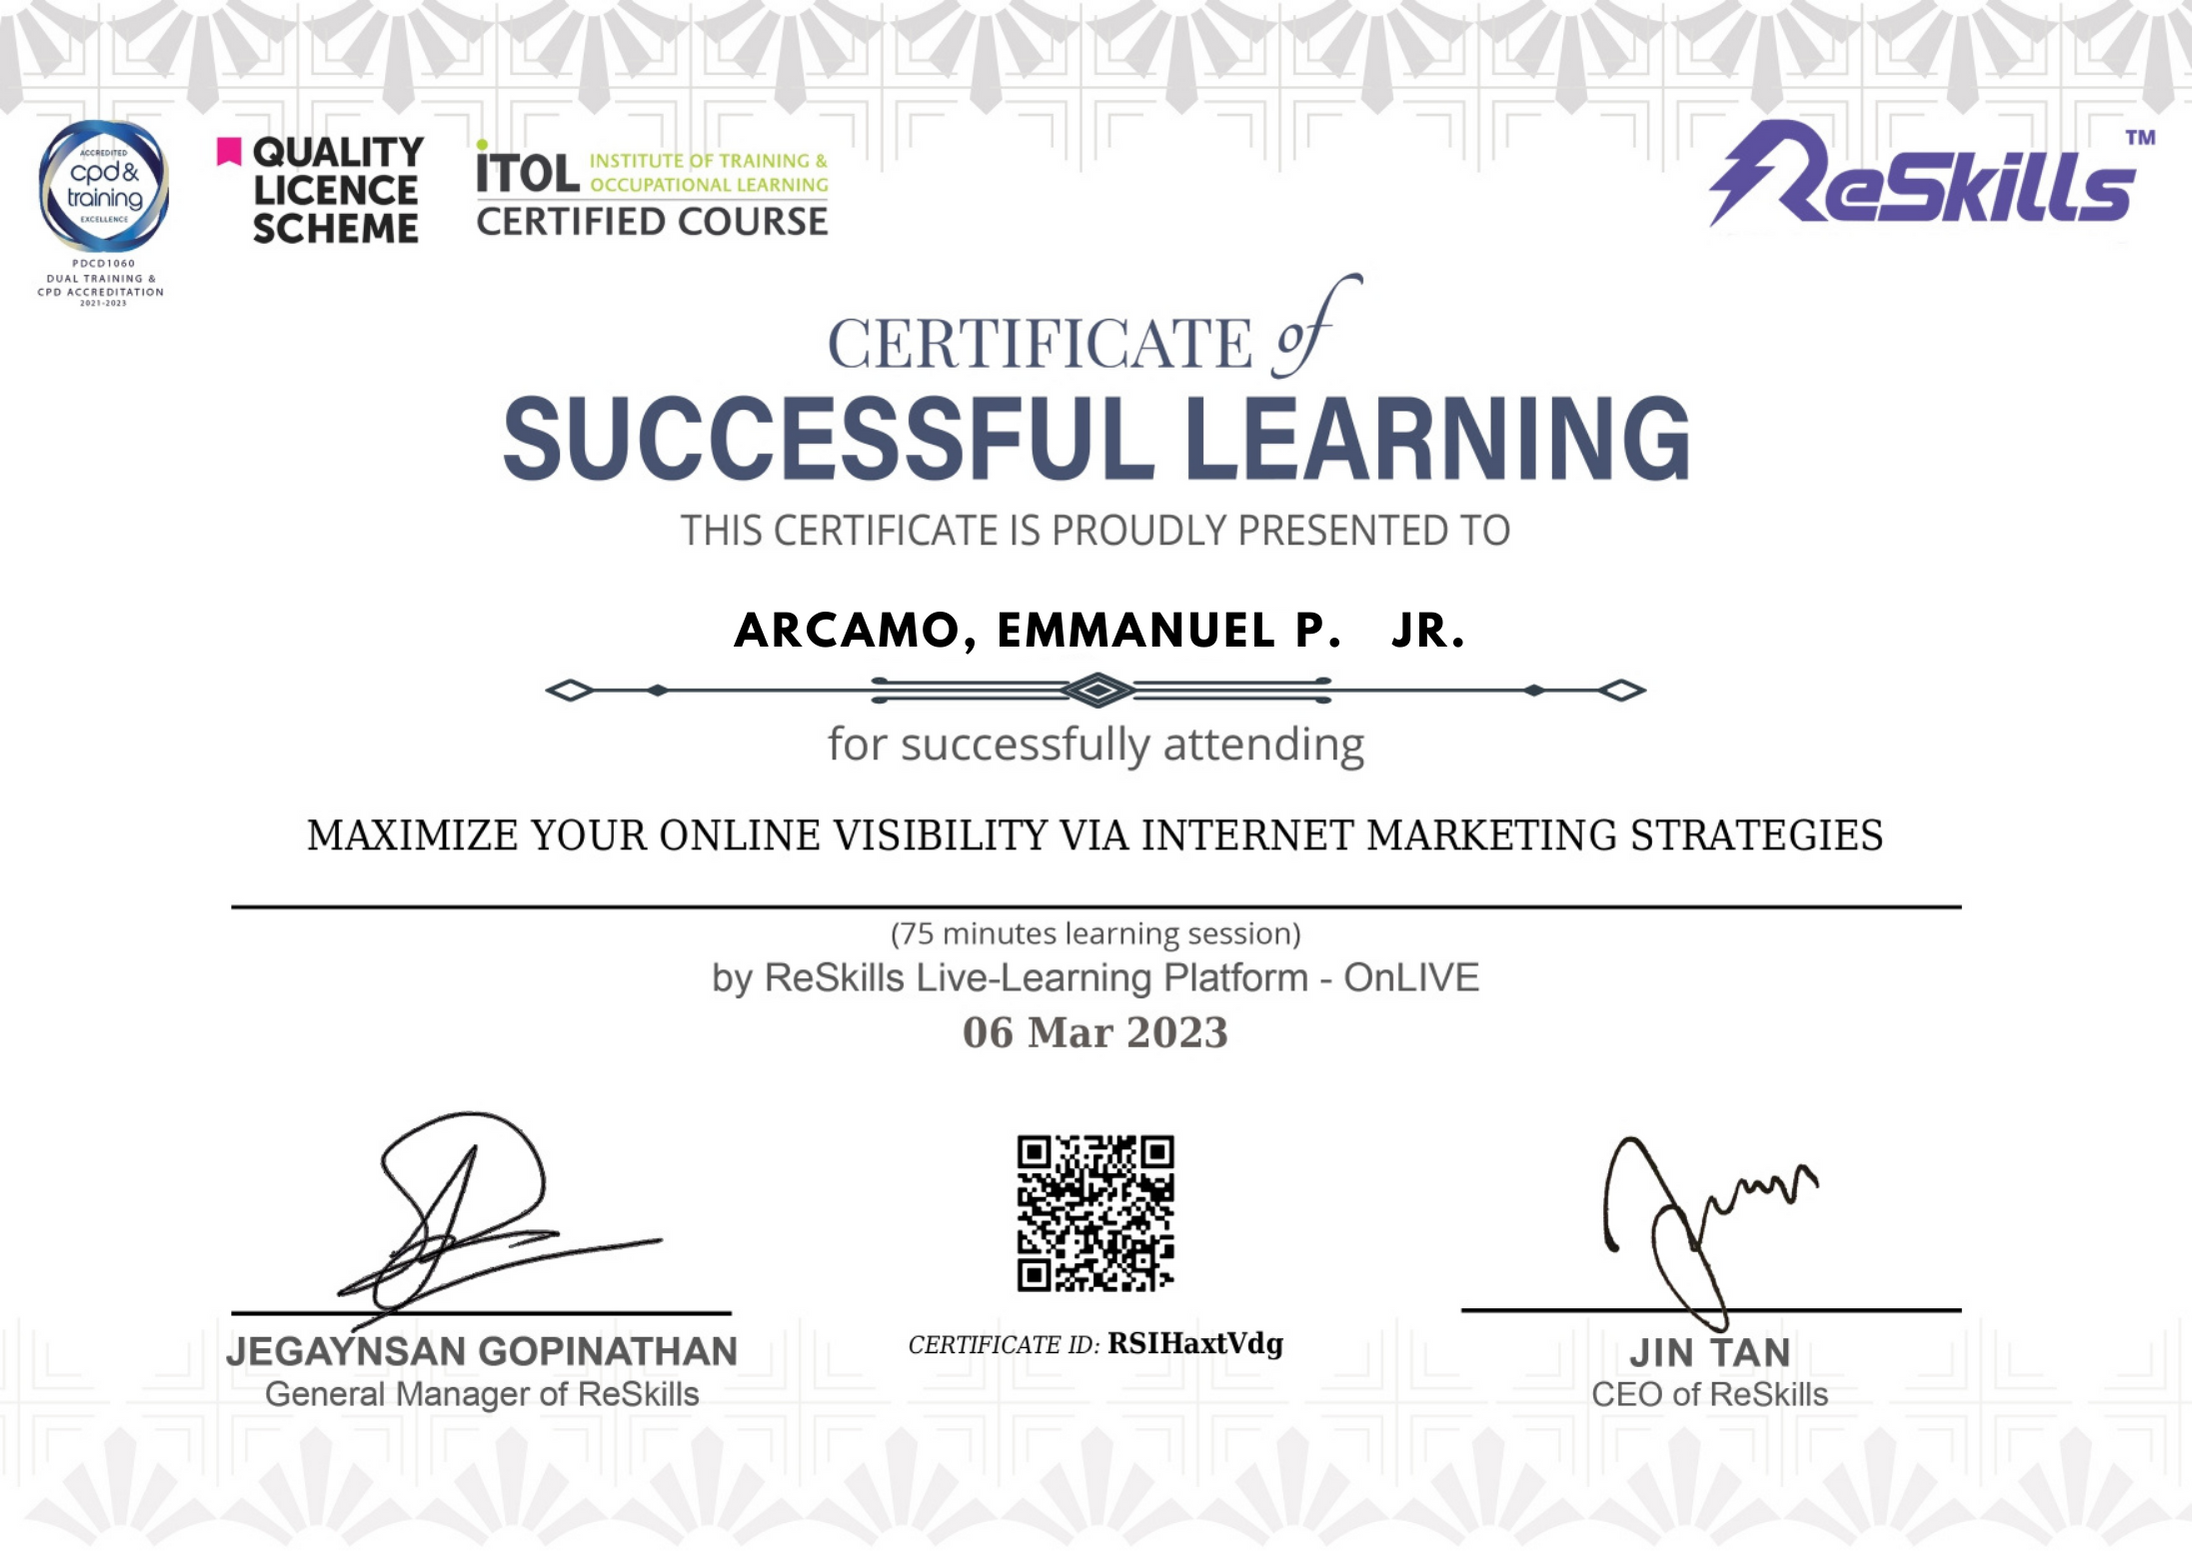 ACCREDITED
cpd &
training
EXCELLENCE
PDCD1060
DUAL TRAINING &
CPD ACCREDITATION
2021-2023
QUALITY
LICENCE
SCHEME
iTOL INSTITUTE OF TRAINING &
OCCUPATIONAL LEARNING
CERTIFIED COURSE
ReSkills TM
CERTIFICATE of
SUCCESSFUL LEARNING
THIS CERTIFICATE IS PROUDLY PRESENTED TO
ARCAMO, EMMANUEL P. JR.
for successfully attending
MAXIMIZE YOUR ONLINE VISIBILITY VIA INTERNET MARKETING STRATEGIES
(75 minutes learning session)
by ReSkills Live-Learning Platform - OnLIVE
06 Mar 2023
JEGAYNSAN GOPINATHAN
General Manager of ReSkills
CERTIFICATE ID: RSIHaxtVdg
JIN TAN
CEO of ReSkills